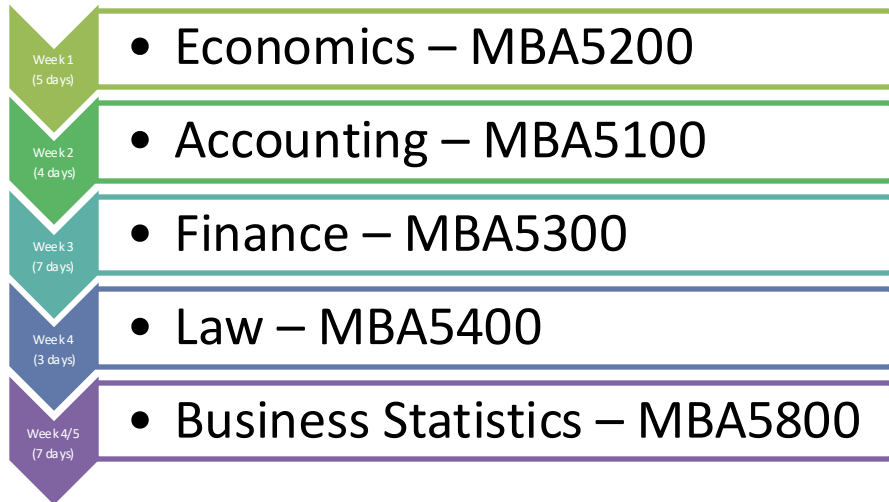 Week 1
(5 days)
• Economics – MBA5200
Week 2
(4 days)
• Accounting – MBA5100
Week 3
(7 days)
• Finance – MBA5300
Week 4
(3 days)
• Law – MBA5400
Week 4/5
(7 days)
• Business Statistics – MBA5800